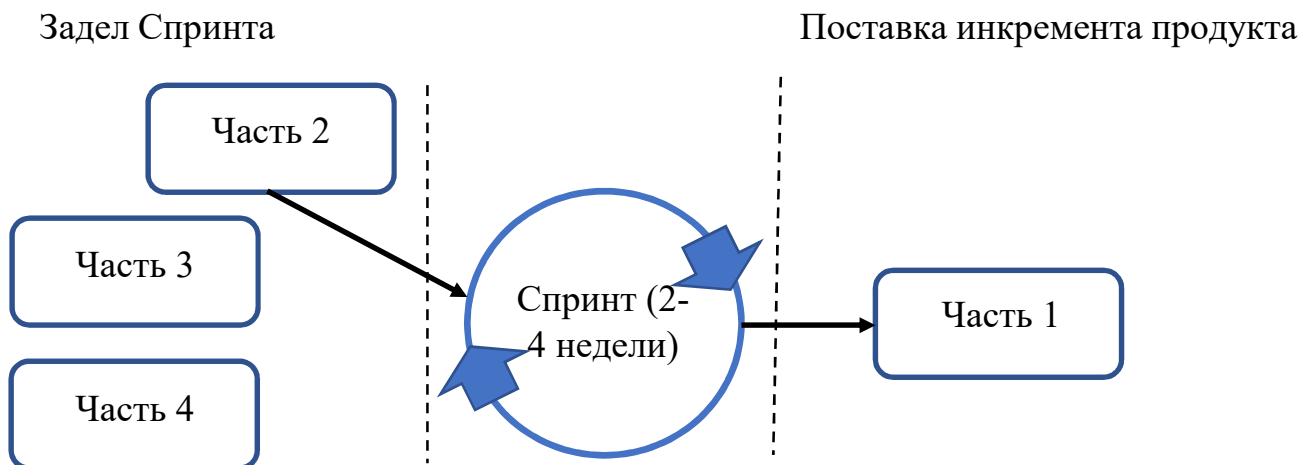 Задел Спринта
Поставка инкремента продукта
Часть 2
Часть 3
Часть 4
Спринт (2-
4 недели)
Часть 1